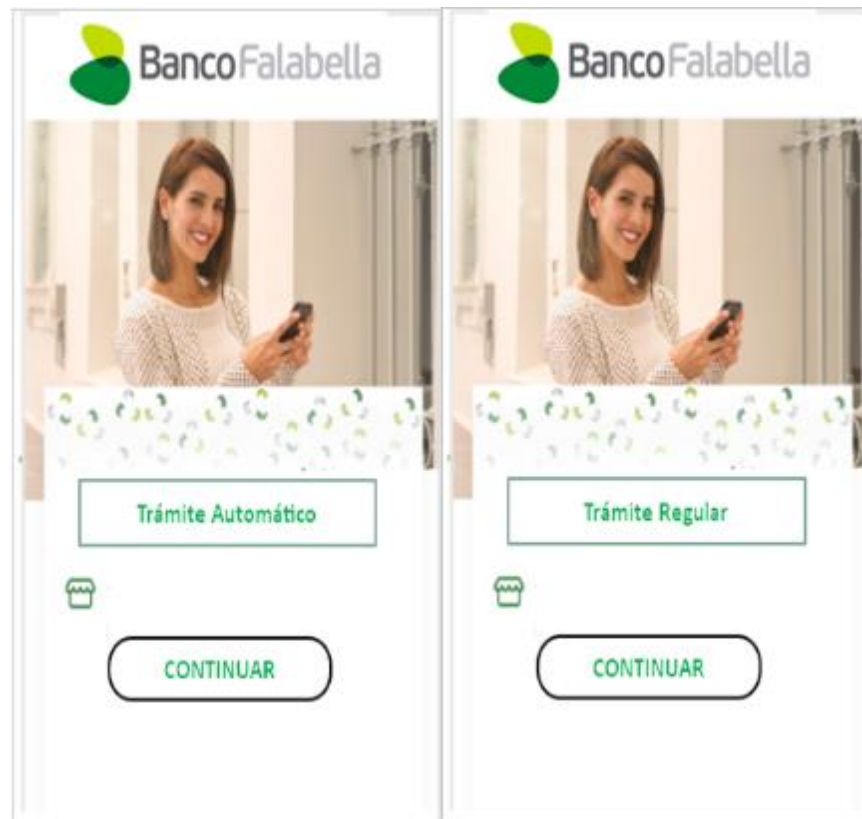 BancoFalabella
Trámite Automático
CONTINUAR
BancoFalabella
Trámite Regular
CONTINUAR